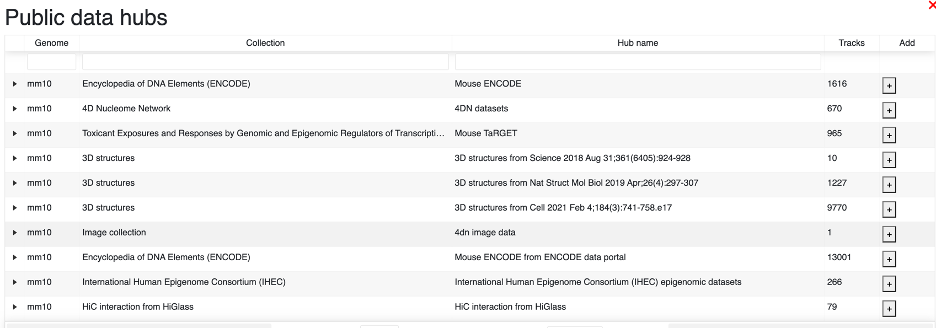 Public data hubs
Genome Collection Hub name Tracks Add
mm10 Encyclopedia of DNA Elements (ENCODE) Mouse ENCODE 1616 +
mm10 4D Nucleome Network 4DN datasets 670 +
mm10 Toxicant Exposures and Responses by Genomic and Epigenomic Regulators of Transcripti... Mouse TaRGET 965 +
mm10 3D structures 3D structures from Science 2018 Aug 31;361(6405):924-928 10 +
mm10 3D structures 3D structures from Nat Struct Mol Biol 2019 Apr;26(4):297-307 1227 +
mm10 3D structures 3D structures from Cell 2021 Feb 4;184(3):741-758.e17 9770 +
mm10 Image collection 4dn image data 1 +
mm10 Encyclopedia of DNA Elements (ENCODE) Mouse ENCODE from ENCODE data portal 13001 +
mm10 International Human Epigenome Consortium (IHEC) International Human Epigenome Consortium (IHEC) epigenomic datasets 266 +
mm10 HiC interaction from HiGlass HiC interaction from HiGlass 79 +